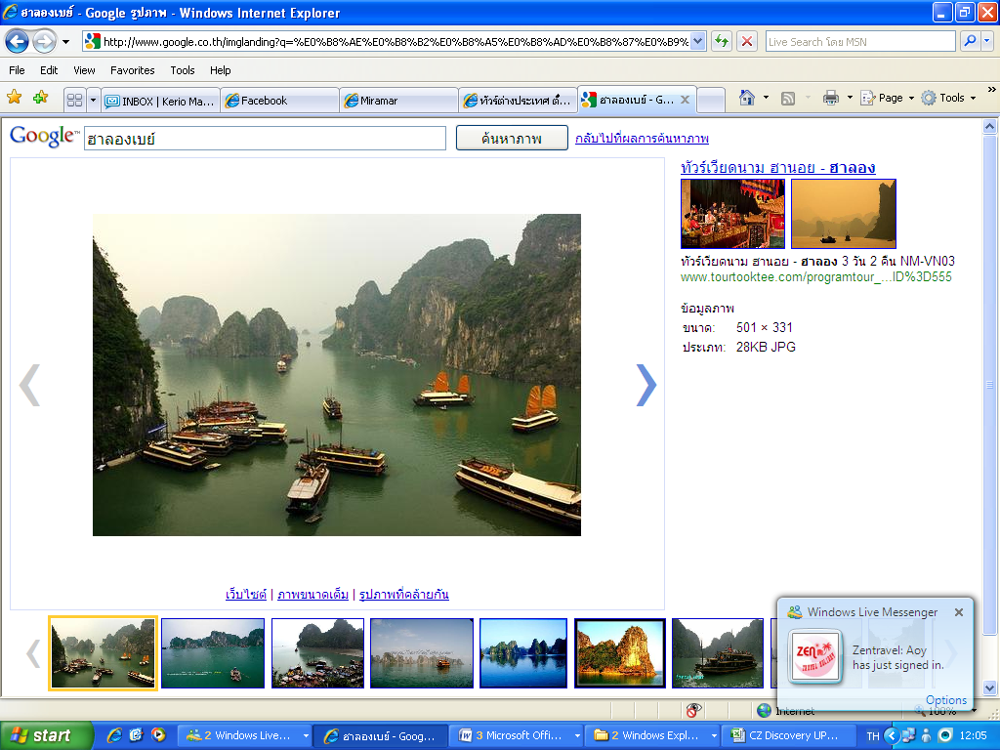 ฮาลองเบย์ - Google รูปภาพ - Windows Internet Explorer
http://www.google.co.th/imglanding?q=%E0%B8%AE%E0%B8%B2%E0%B8%A5%E0%B8%AD%E0%B8%87%E0%B9%
Live Search โดย MSN
File Edit View Favorites Tools Help
INBOX | Kerio Ma...
Facebook
Miramar
ทัวร์ต่างประเทศ ตั๋...
ฮาลองเบย์ - G...
Page
Tools
Google™
ฮาลองเบย์
ค้นหาภาพ
กลับไปที่ผลการค้นหาภาพ
ทัวร์เวียดนาม ฮานอย - ฮาลอง
ทัวร์เวียดนาม ฮานอย - ฮาลอง 3 วัน 2 คืน NM-VN03
www.tourtooktee.com/programtour_...ID%3D555
ข้อมูลภาพ
ขนาด: 501 × 331
ประเภท: 28KB JPG
เว็บไซต์ | ภาพขนาดเต็ม | รูปภาพที่คล้ายกัน
Windows Live Messenger
ZEN
Zentravel: Aoy
has just signed in.
Options
Internet
100%
start
2 Windows Live...
ฮาลองเบย์ - Goog...
3 Microsoft Offi...
2 Windows Expl...
CZ Discovery UP...
TH
12:05